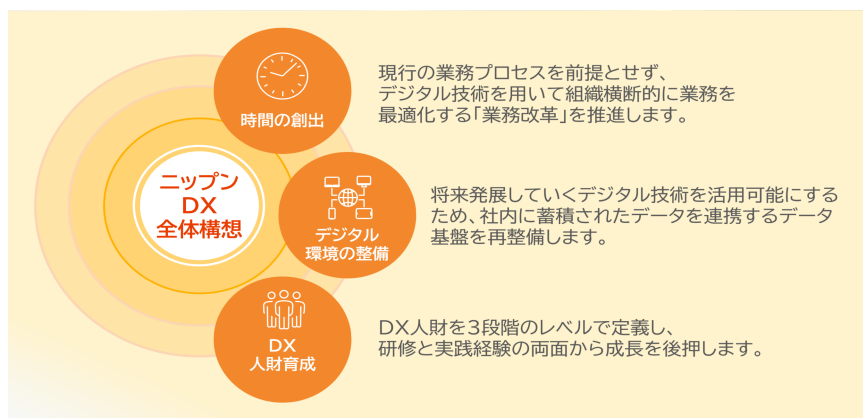 ニップン
DX
全体構想
時間の創出
現行の業務プロセスを前提とせず、
デジタル技術を用いて組織横断的に業務を
最適化する「業務改革」を推進します。
デジタル
環境の整備
将来発展していくデジタル技術を活用可能にする
ため、社内に蓄積されたデータを連携するデータ
基盤を再整備します。
DX
人財育成
DX人財を3段階のレベルで定義し、
研修と実践経験の両面から成長を後押します。